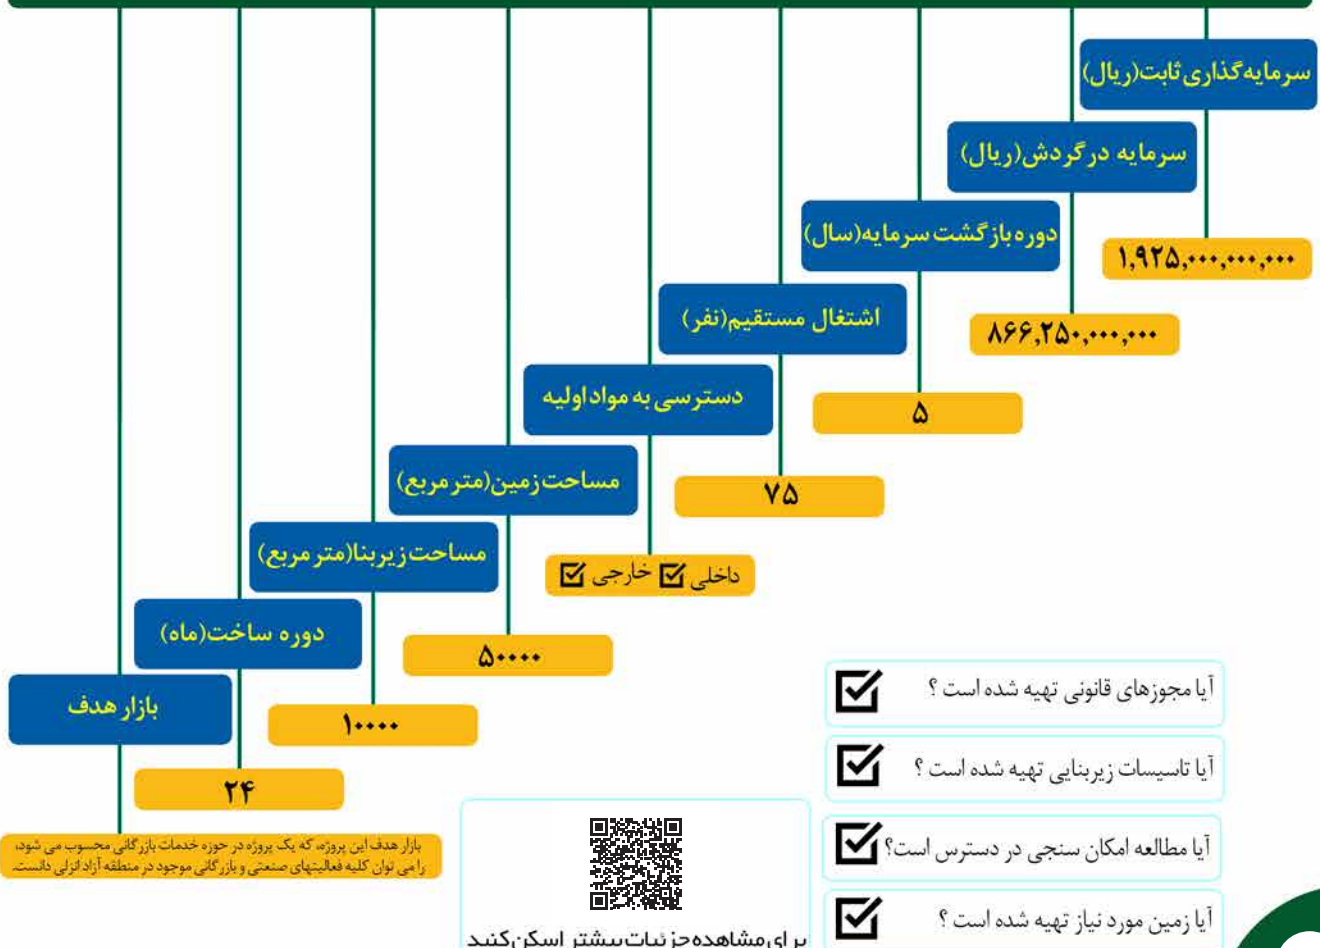 سرمایه‌گذاری ثابت(ریال)
۱,۹۲۵,۰۰۰,۰۰۰,۰۰۰
سرمایه در گردش(ریال)
۸۶۶,۲۵۰,۰۰۰,۰۰۰
دوره بازگشت سرمایه(سال)
۵
اشتغال مستقیم(نفر)
۷۵
دسترسی به مواد اولیه
داخلی ☑ خارجی ☑
مساحت زمین(متر مربع)
۵۰۰۰۰
مساحت زیربنا(متر مربع)
۱۰۰۰۰
دوره ساخت(ماه)
۲۴
بازار هدف
بازار هدف این پروژه، که یک پروژه در حوزه خدمات بازرگانی محسوب می شود،
را می توان کلیه فعالیتهای صنعتی و بازرگانی موجود در منطقه آزاد انزلی دانست.
آیا مجوزهای قانونی تهیه شده است ؟ ☑
آیا تاسیسات زیربنایی تهیه شده است ؟ ☑
آیا مطالعه امکان سنجی در دسترس است؟ ☑
آیا زمین مورد نیاز تهیه شده است ؟ ☑
برای مشاهده جزئیات بیشتر اسکن کنید